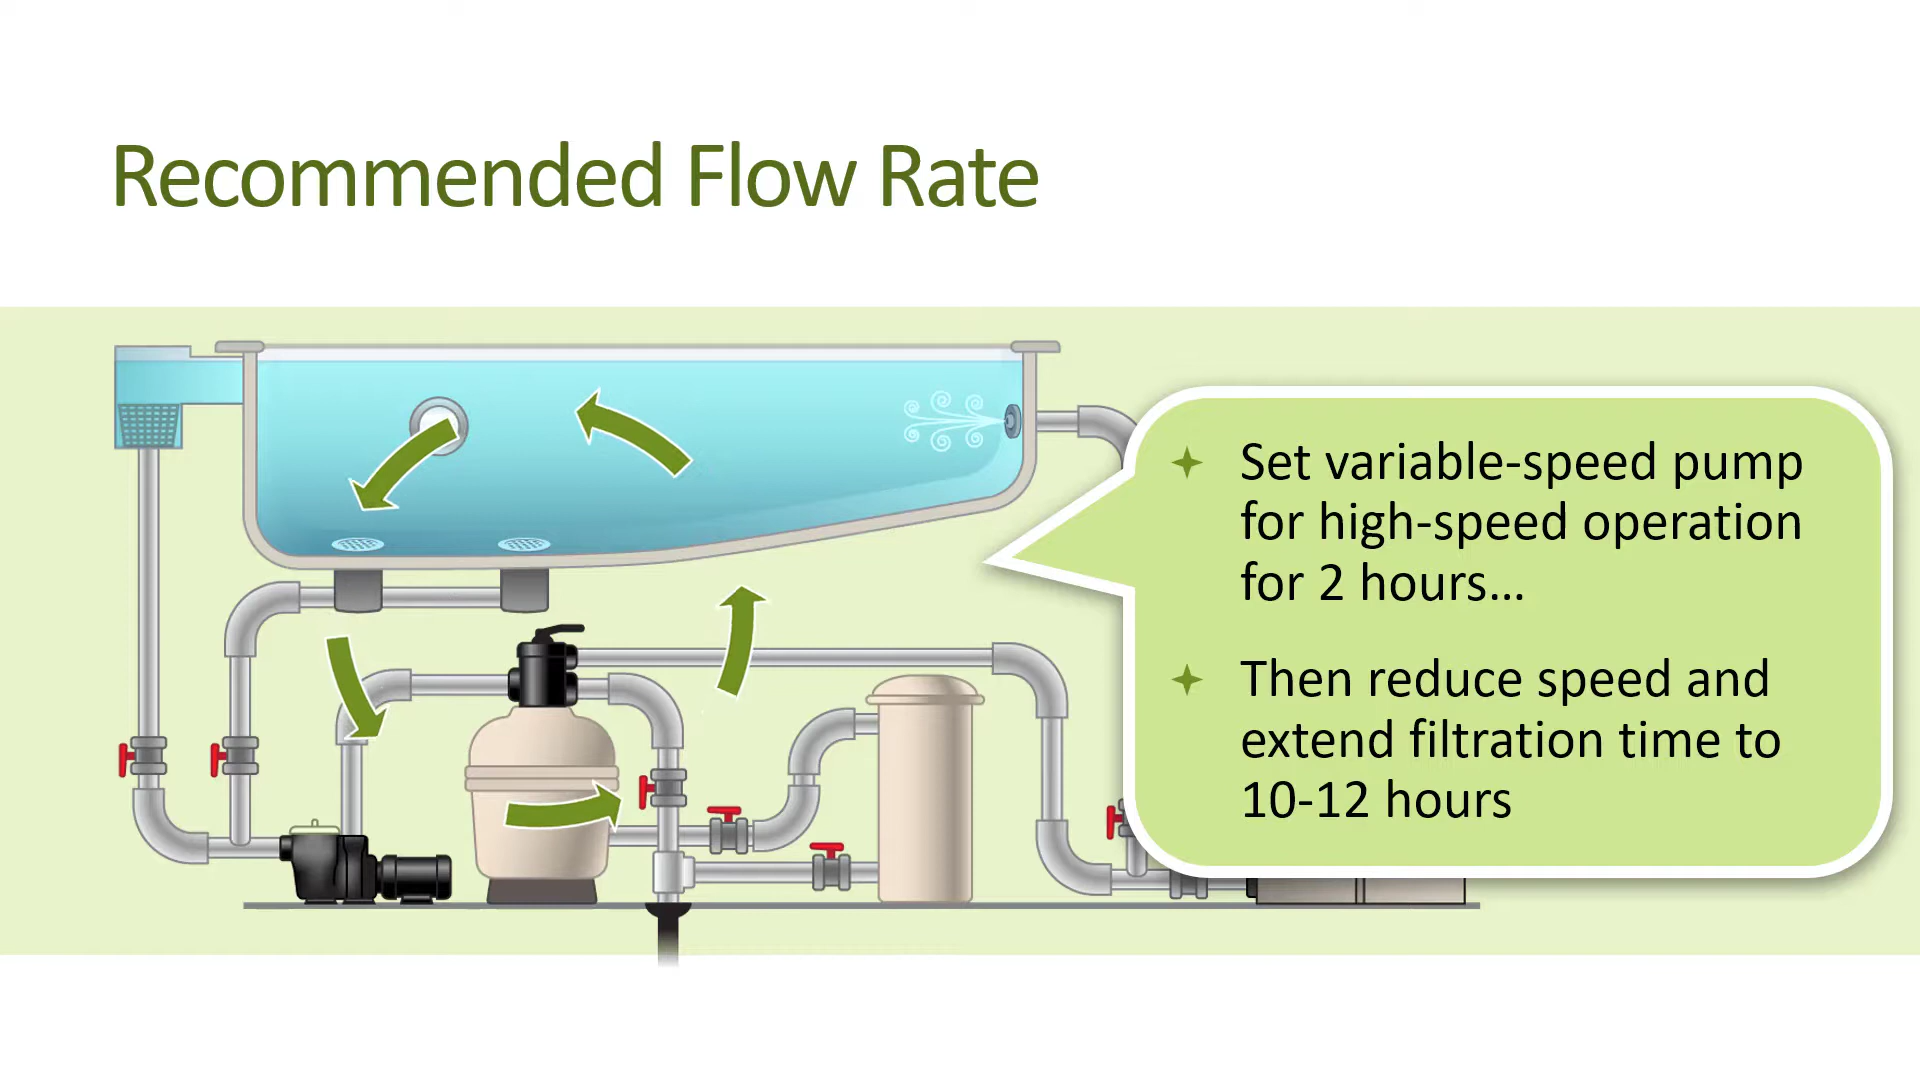 Recommended Flow Rate
Set variable-speed pump
for high-speed operation
for 2 hours...
Then reduce speed and
extend filtration time to
10-12 hours